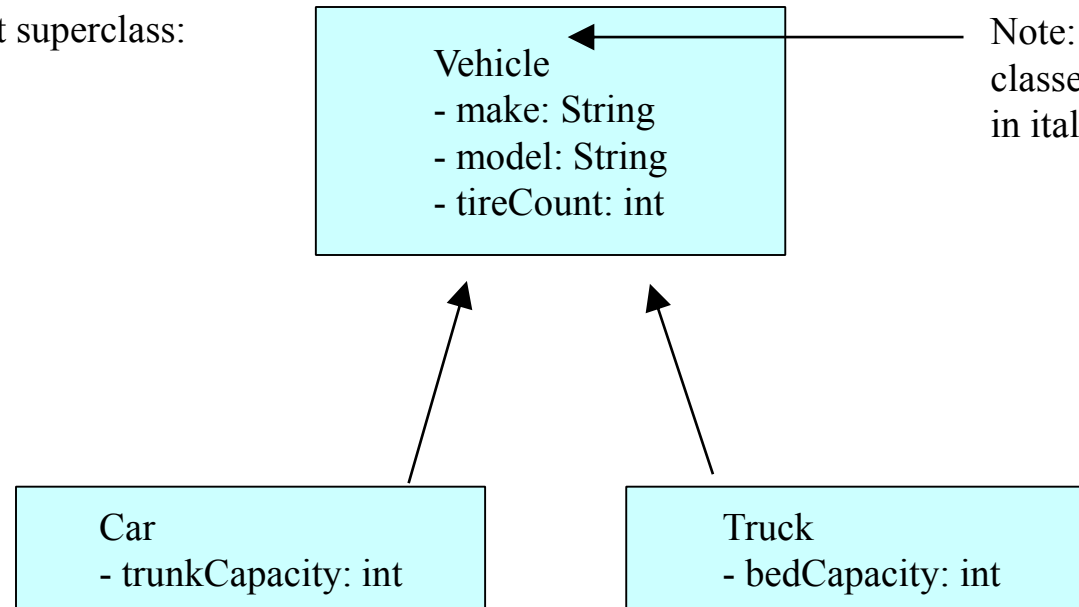 t superclass:
Note:
classe
in ital
Vehicle
- make: String
- model: String
- tireCount: int
Car
- trunkCapacity: int
Truck
- bedCapacity: int